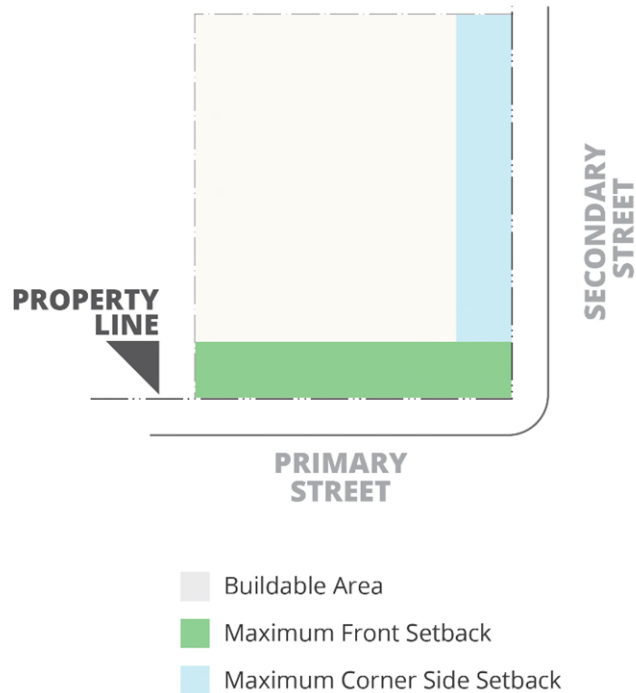 PROPERTY
LINE
SECONDARY
STREET
PRIMARY
STREET
Buildable Area
Maximum Front Setback
Maximum Corner Side Setback